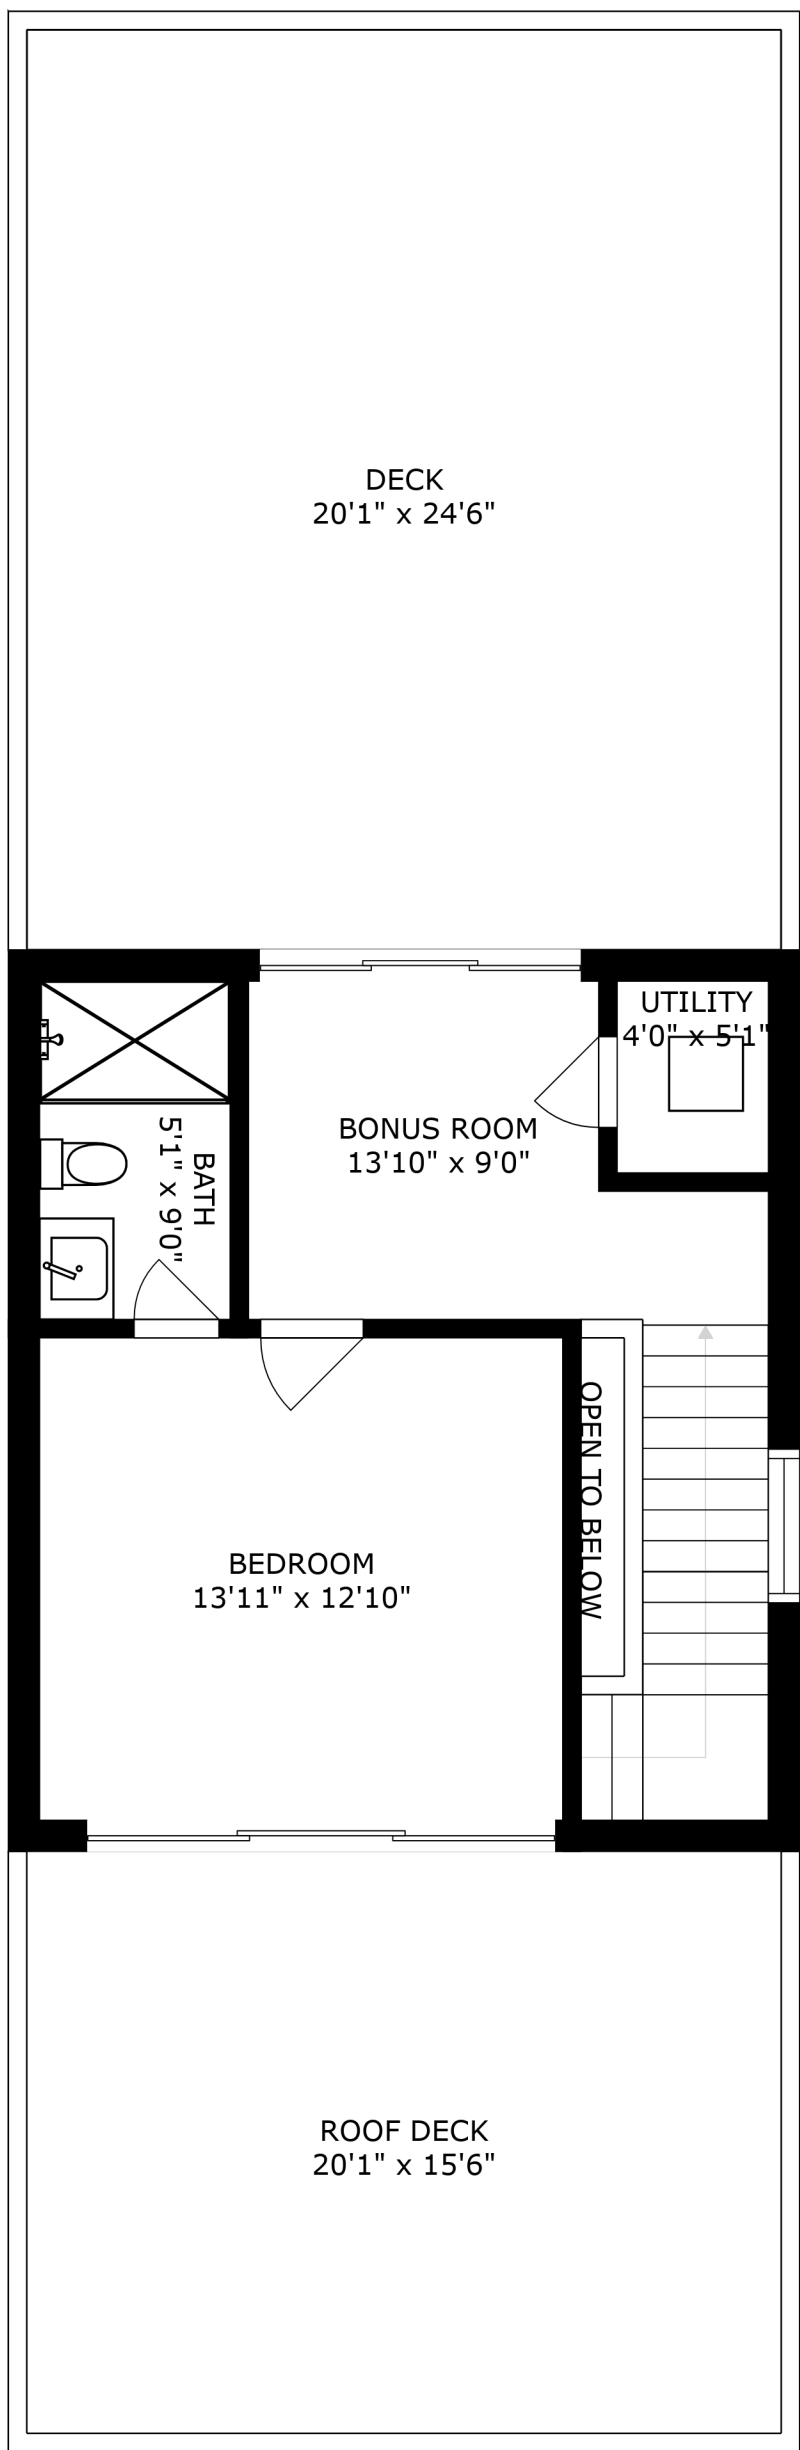 DECK
20'1" x 24'6"
UTILITY
4'0" x 5'1"
BONUS ROOM
13'10" x 9'0"
BATH
5'1" x 9'0"
OPEN TO BELOW
BEDROOM
13'11" x 12'10"
ROOF DECK
20'1" x 15'6"